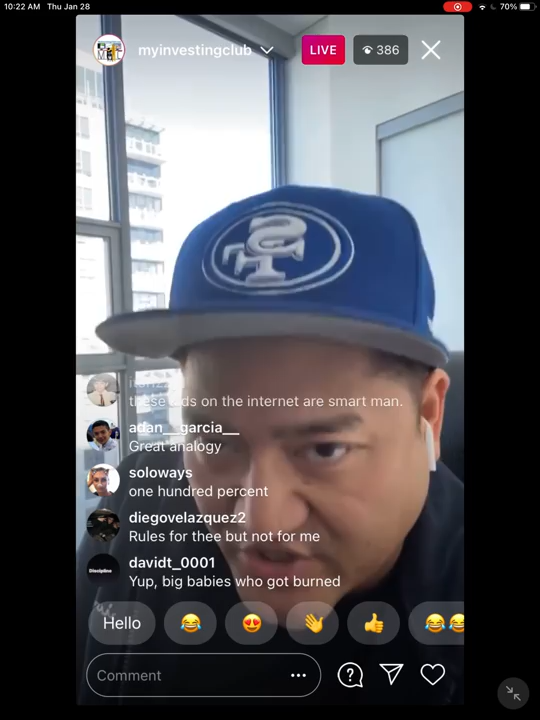 10:22 AM Thu Jan 28
70%
myinvestingclub
LIVE
386
SF
these kids on the internet are smart man.
adan__garcia__
Great analogy
soloways
one hundred percent
diegovelazquez2
Rules for thee but not for me
Discipline
davidt_0001
Yup, big babies who got burned
Hello
Comment